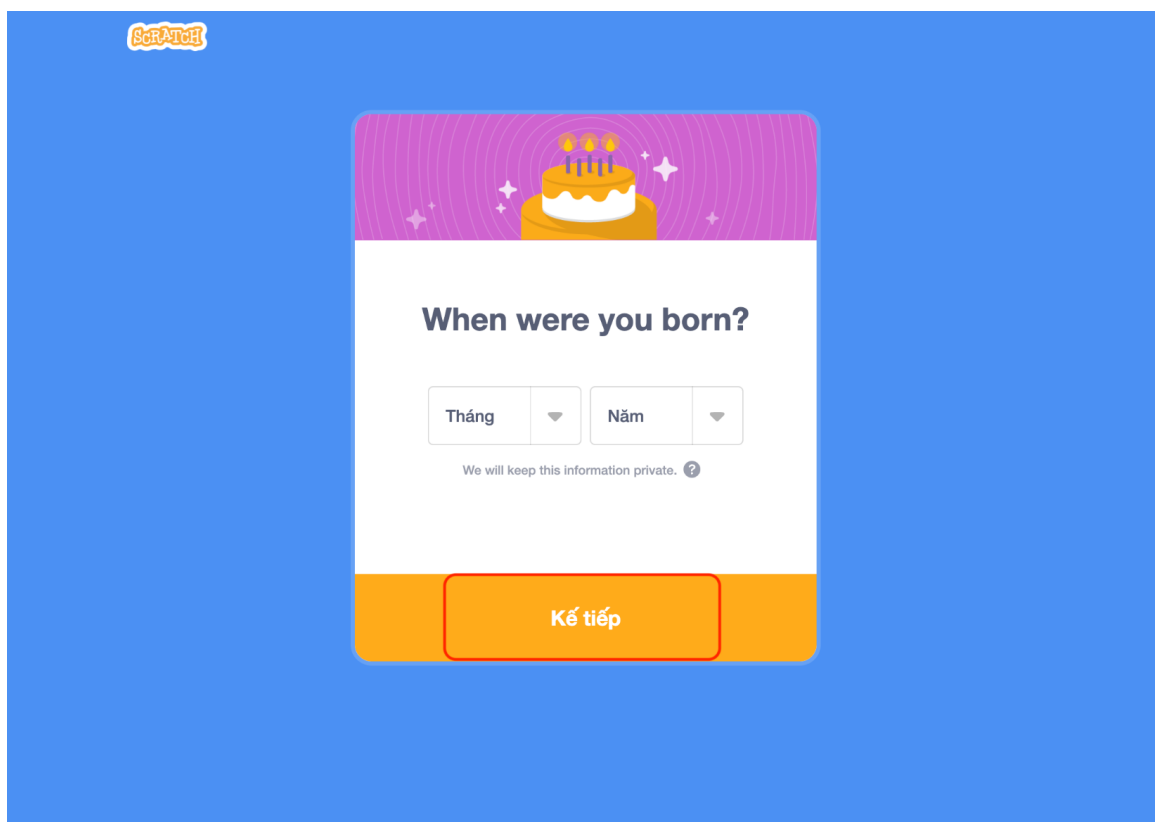 SCRATCH
When were you born?
Tháng
Năm
We will keep this information private. ?
Kế tiếp